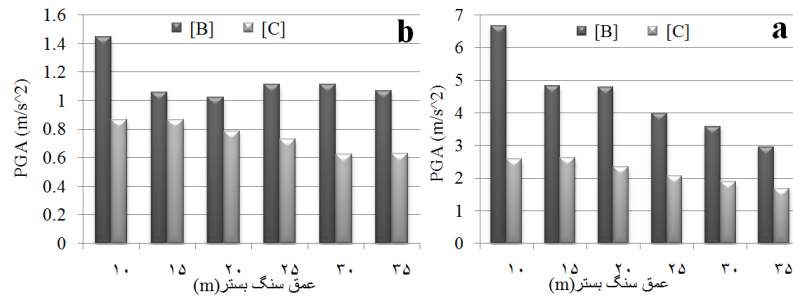 b
[B] [C]
PGA (m/s^2)
1.6
1.4
1.2
1
0.8
0.6
0.4
0.2
0
۱۰ ۱۵ ۲۰ ۲۵ ۳۰ ۳۵
عمق سنگ بستر(m)
a
[B] [C]
PGA (m/s^2)
7
6
5
4
3
2
1
0
۱۰ ۱۵ ۲۰ ۲۵ ۳۰ ۳۵
عمق سنگ بستر(m)